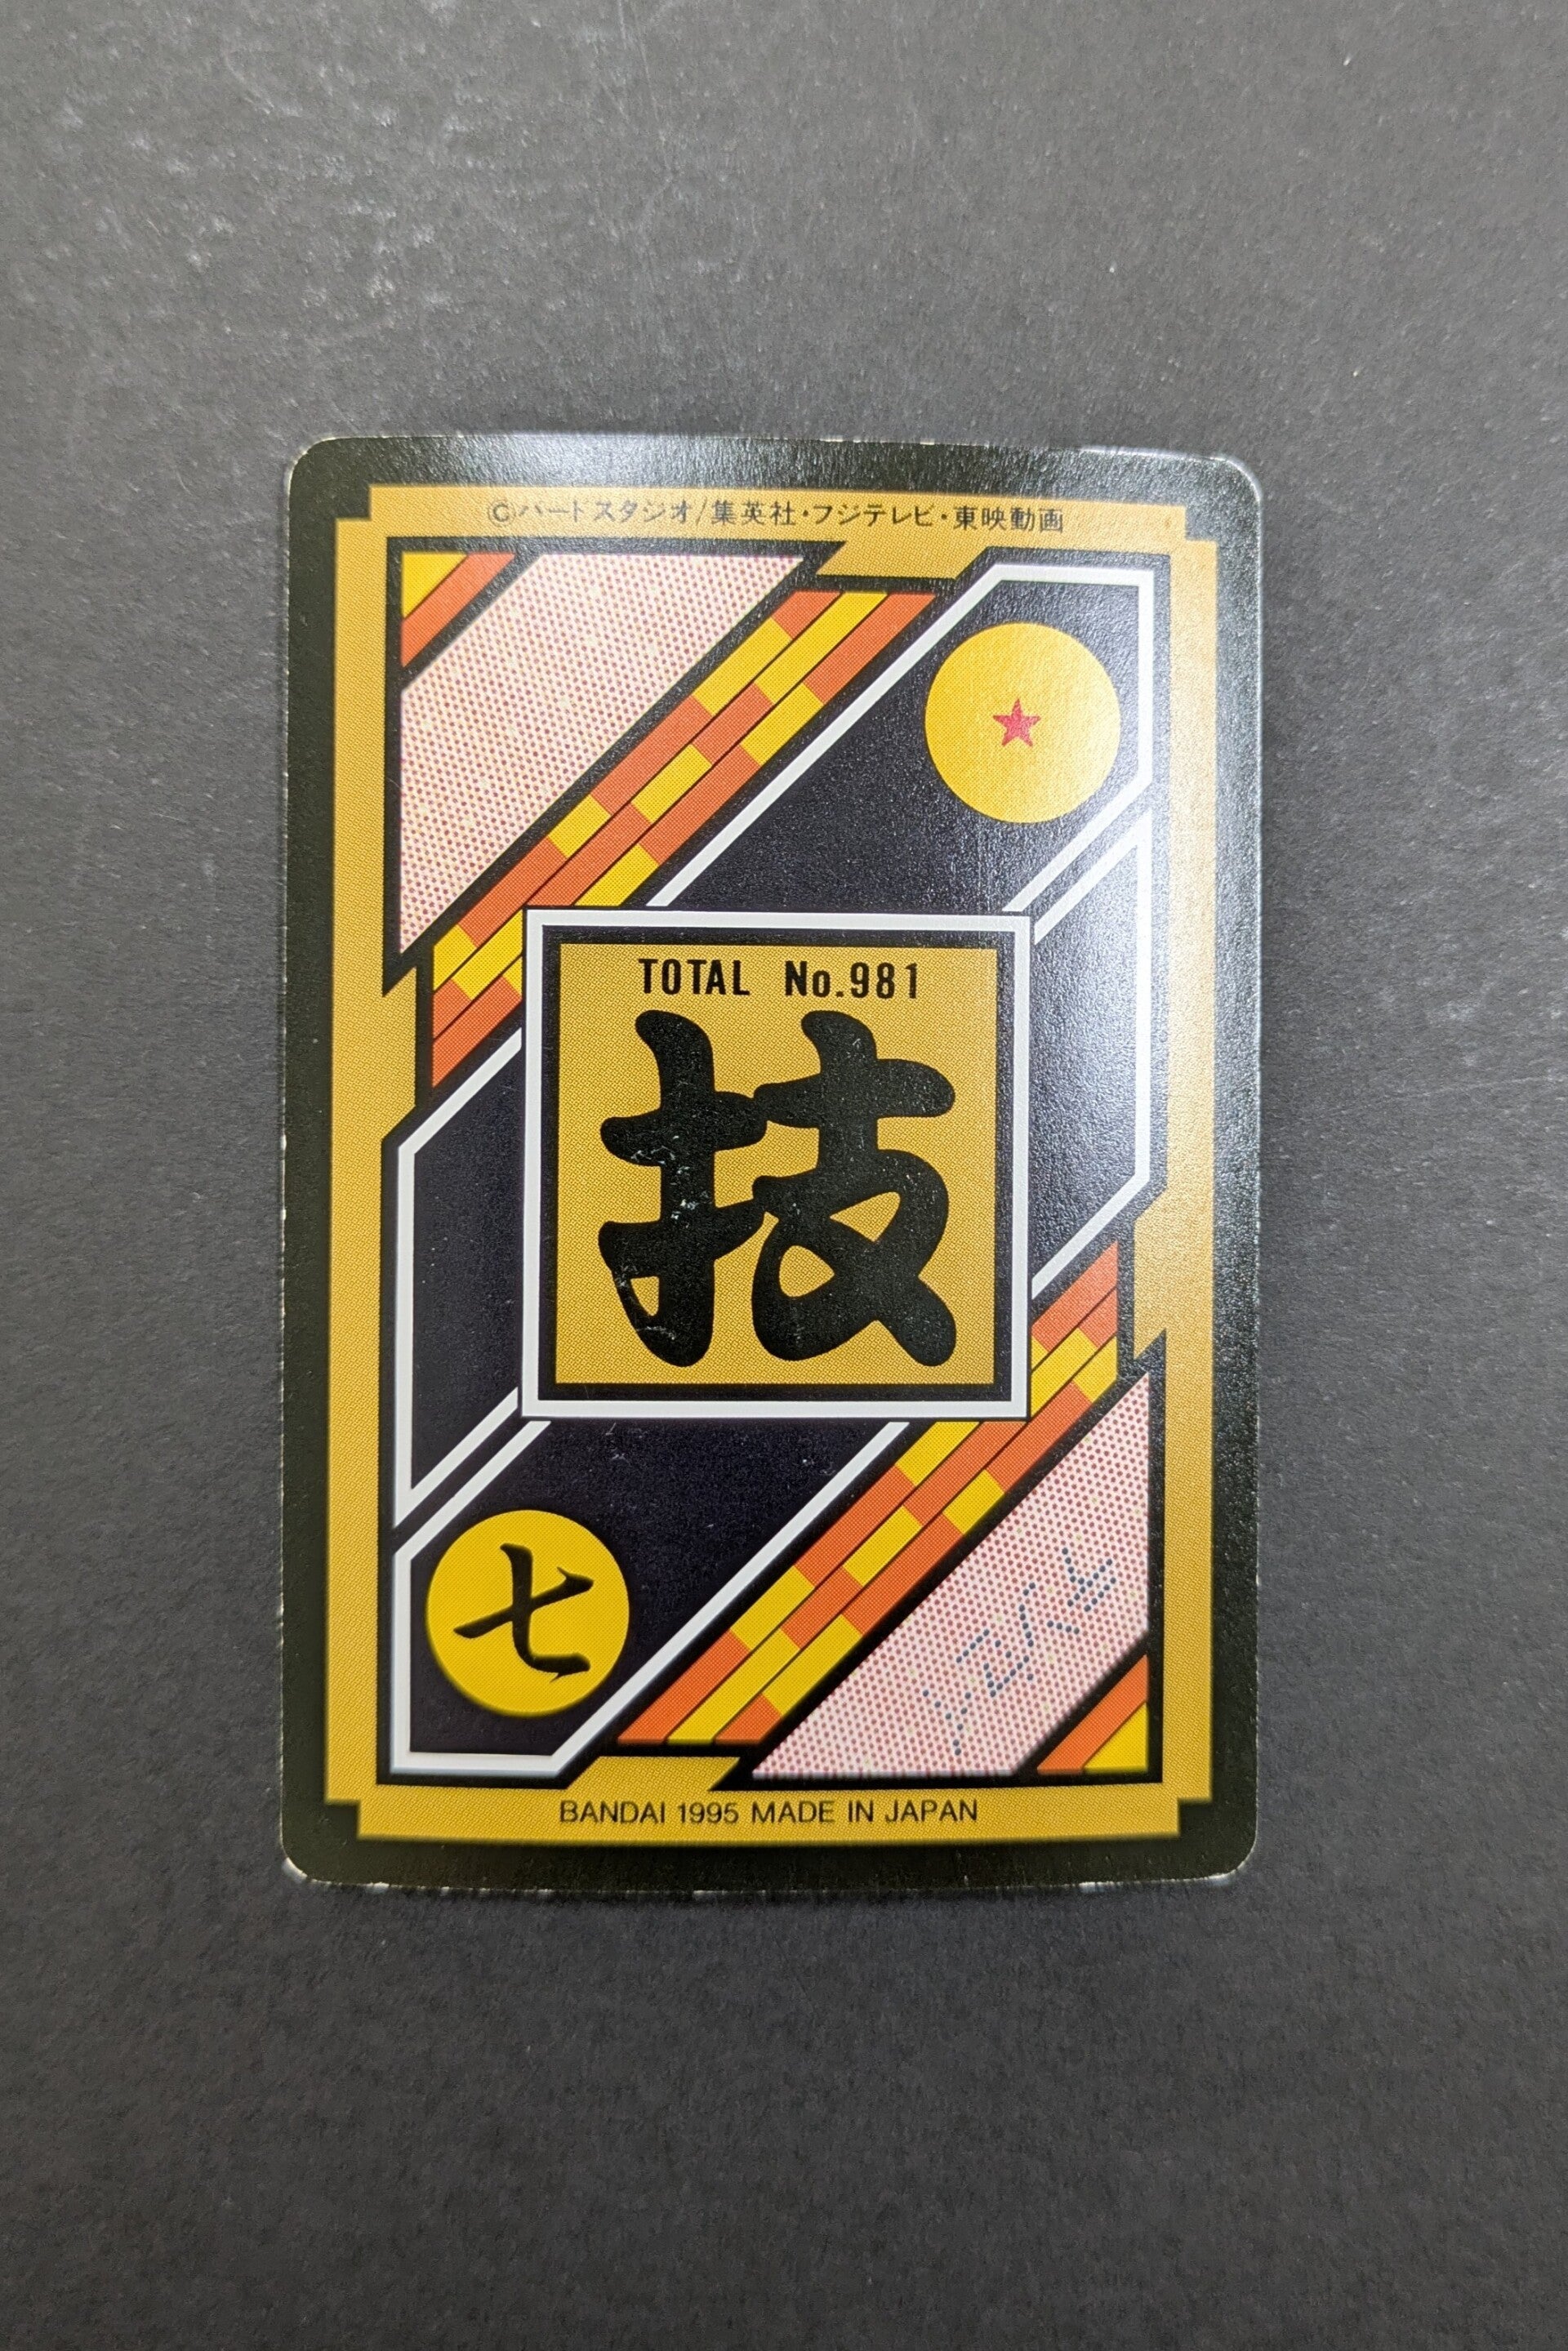 ©バードスタジオ/集英社・フジテレビ・東映動画
TOTAL No.981
技
七
BANDAI 1995 MADE IN JAPAN